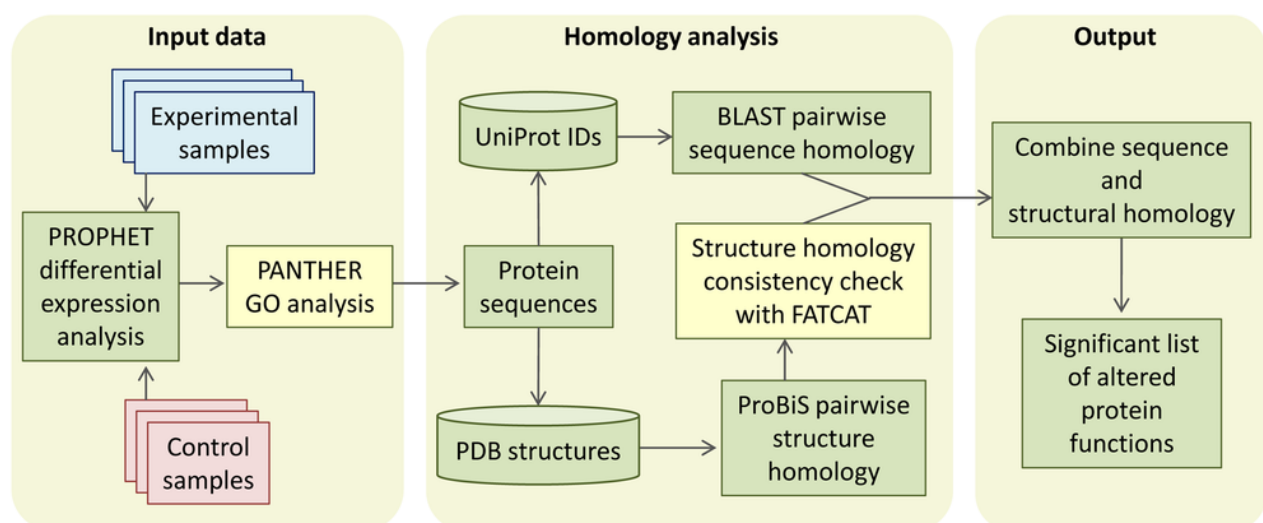 Input data
Experimental
samples
PROPHET
differential
expression
analysis
PANTHER
GO analysis
Control
samples
Homology analysis
UniProt IDs
BLAST pairwise
sequence homology
Protein
sequences
Structure homology
consistency check
with FATCAT
PDB structures
ProBiS pairwise
structure
homology
Output
Combine sequence
and
structural homology
Significant list
of altered
protein
functions